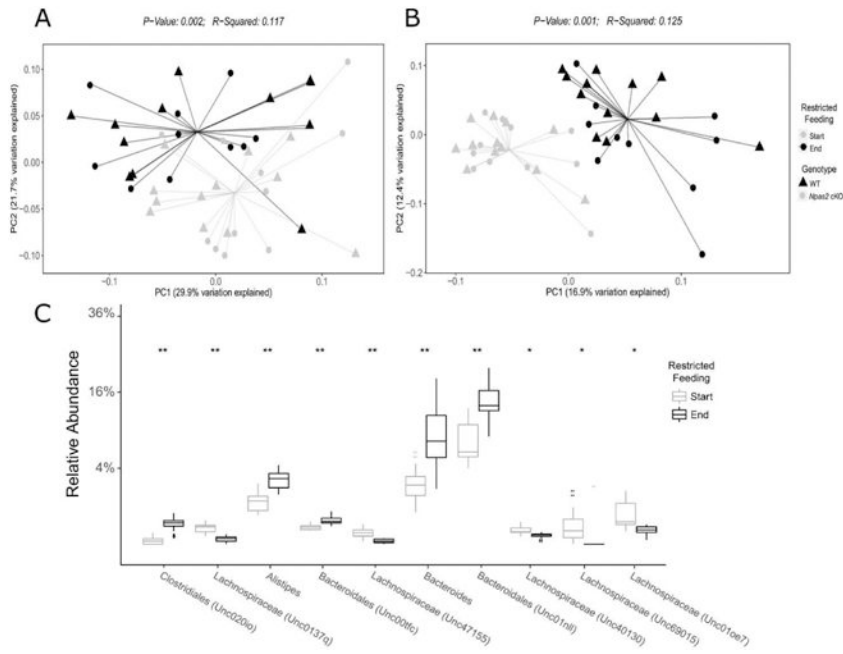 A
P-Value: 0.002; R-Squared: 0.117
B
P-Value: 0.001; R-Squared: 0.125
PC2 (21.7% variation explained)
0.10
0.05
0.00
−0.05
−0.10
−0.1
0.0
0.1
PC1 (29.9% variation explained)
PC2 (12.4% variation explained)
0.1
0.0
−0.1
−0.2
−0.1
0.0
0.1
PC1 (16.9% variation explained)
Restricted
Feeding
Start
End
Genotype
WT
Npas2 cKO
C
Relative Abundance
36%
16%
4%
** ** ** ** ** ** ** * * *
Restricted
Feeding
Start
End
Clostridiales (Unc020io)
Lachnospiraceae (Unc0137q)
Alistipes
Bacteroidales (Unc00tfc)
Lachnospiraceae (Unc47155)
Bacteroides
Bacteroidales (Unc01nil)
Lachnospiraceae (Unc40130)
Lachnospiraceae (Unc69015)
Lachnospiraceae (Unc01oe7)